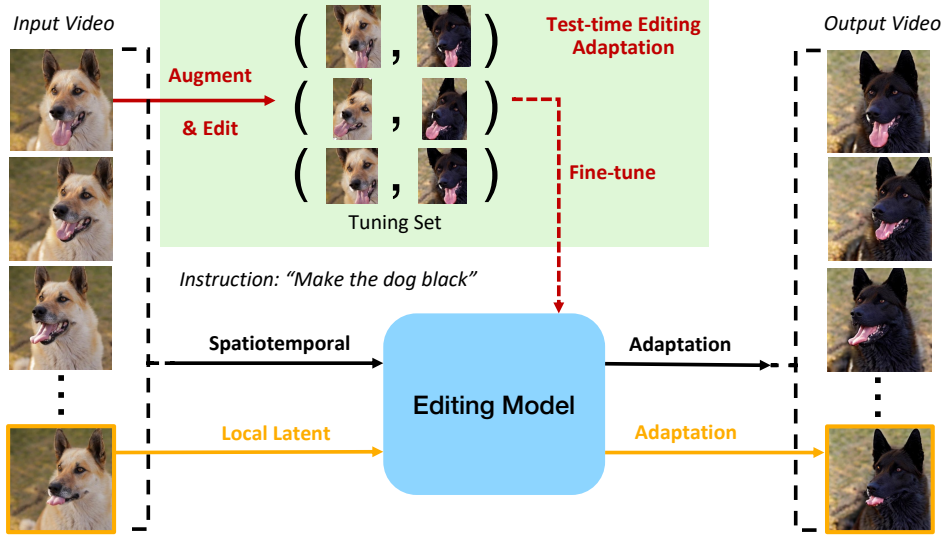 Input Video
Augment
& Edit
( , )
( , )
( , )
Tuning Set
Test-time Editing
Adaptation
Fine-tune
Output Video
Instruction: “Make the dog black”
Spatiotemporal
Adaptation
Editing Model
Local Latent
Adaptation